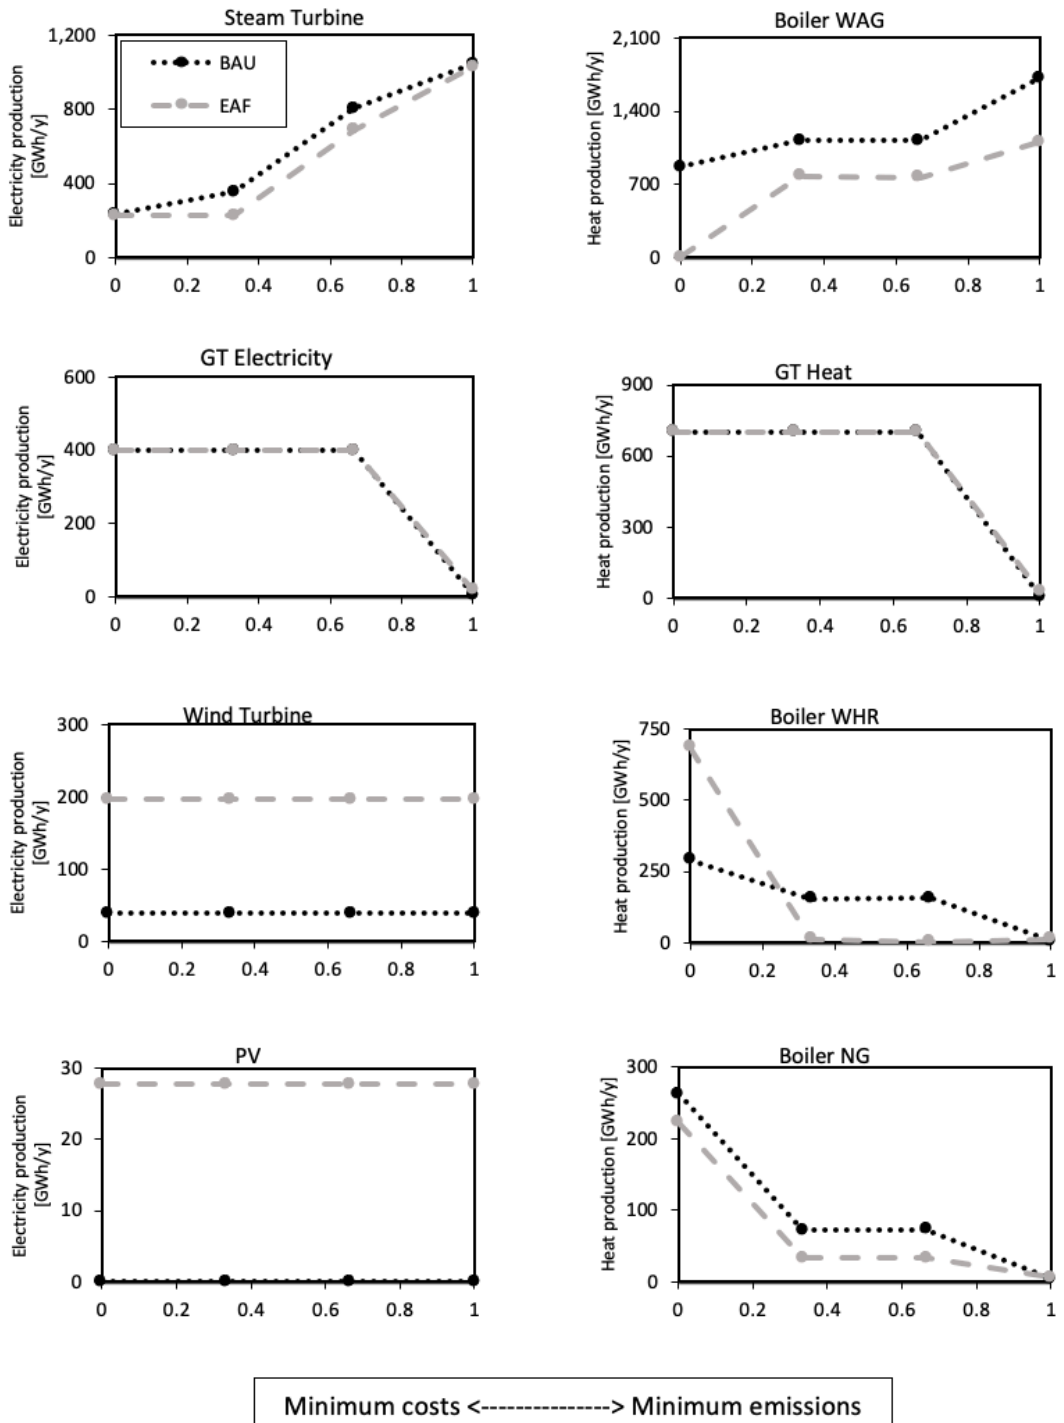 Steam Turbine
Electricity production
[GWh/y]
1,200
800
400
0
BAU
EAF
0 0.2 0.4 0.6 0.8 1
Boiler WAG
Heat production [GWh/y]
2,100
1,400
700
0
0 0.2 0.4 0.6 0.8 1
GT Electricity
Electricity production
[GWh/y]
600
400
200
0
0 0.2 0.4 0.6 0.8 1
GT Heat
Heat production [GWh/y]
900
600
300
0
0 0.2 0.4 0.6 0.8 1
Wind Turbine
Electricity production
[GWh/y]
300
200
100
0
0 0.2 0.4 0.6 0.8 1
Boiler WHR
Heat production [GWh/y]
750
500
250
0
0 0.2 0.4 0.6 0.8 1
PV
Electricity production
[GWh/y]
30
20
10
0
0 0.2 0.4 0.6 0.8 1
Boiler NG
Heat production [GWh/y]
300
200
100
0
0 0.2 0.4 0.6 0.8 1
Minimum costs <---------------> Minimum emissions